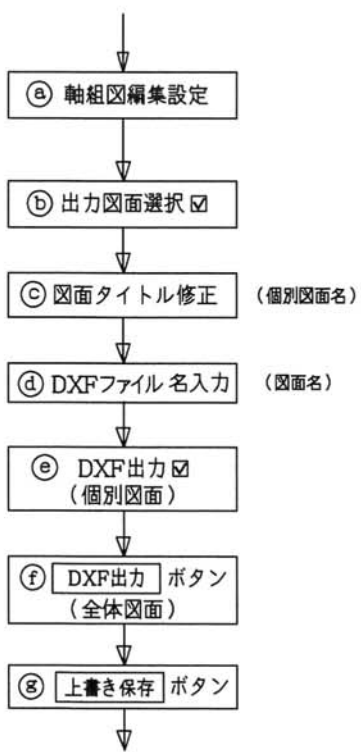 ⓐ 軸組図編集設定
ⓑ 出力図面選択 ☑
ⓒ 図面タイトル修正 (個別図面名)
ⓓ DXFファイル名入力 (図面名)
ⓔ DXF出力 ☑
(個別図面)
ⓕ DXF出力 ボタン
(全体図面)
ⓖ 上書き保存 ボタン